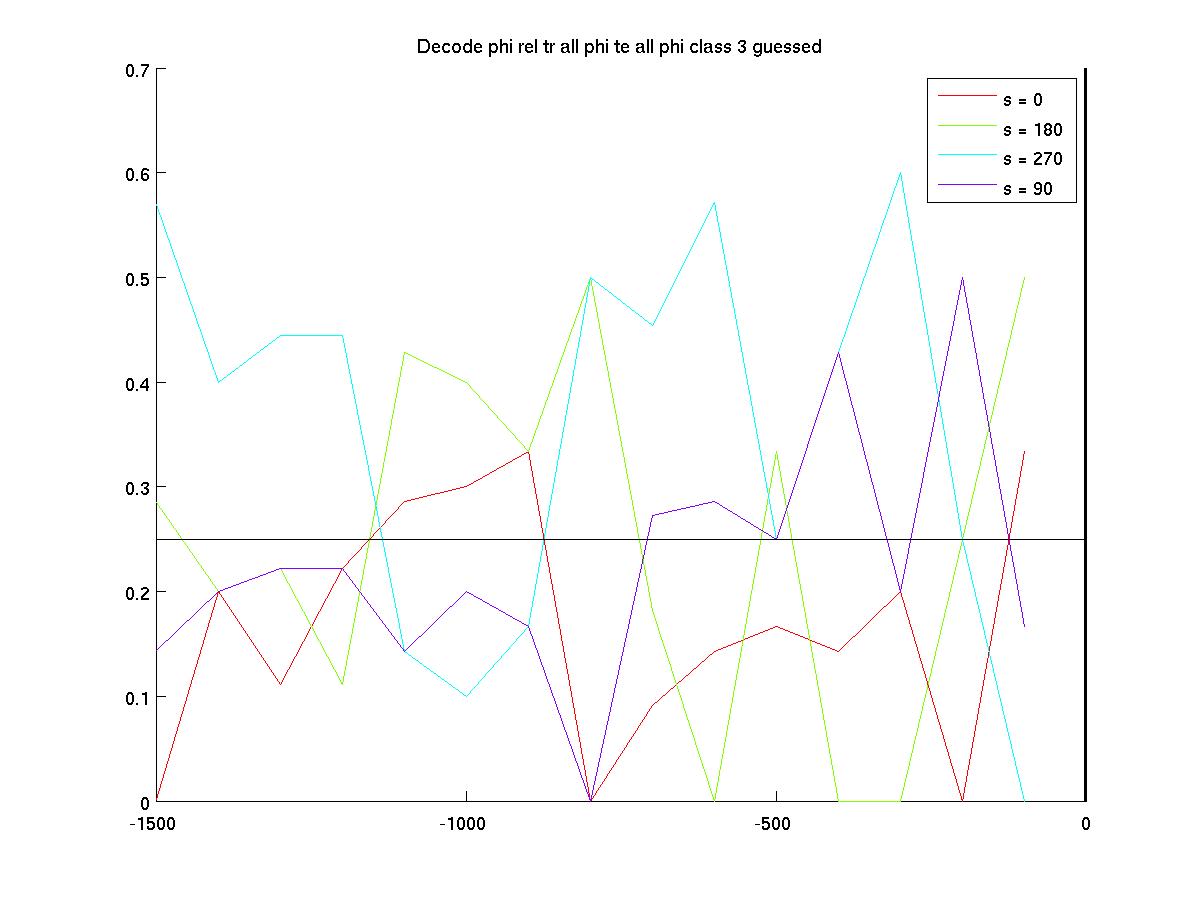 Decode phi rel tr all phi te all phi class 3 guessed
0.7
0.6
0.5
0.4
0.3
0.2
0.1
0
-1500
-1000
-500
0
s = 0
s = 180
s = 270
s = 90